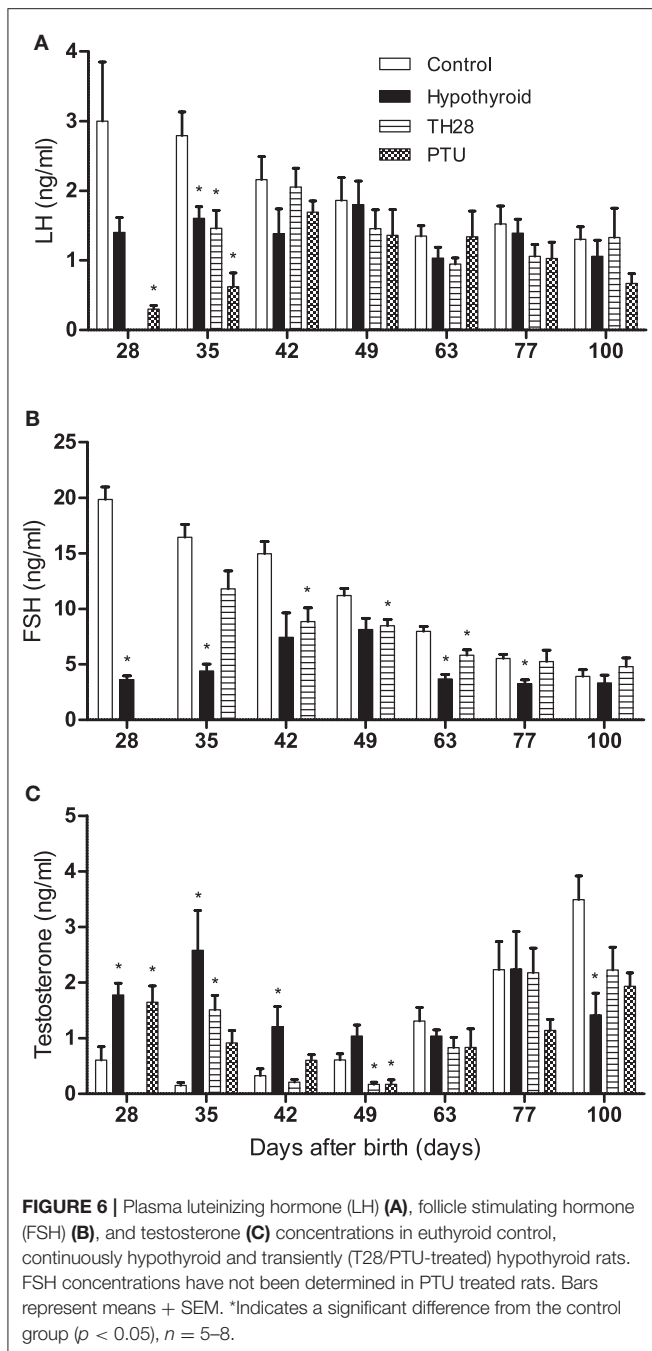 A
4
3
2
1
0
LH (ng/ml)
Control
Hypothyroid
TH28
PTU
* * * * 
28 35 42 49 63 77 100
B
25
20
15
10
5
0
FSH (ng/ml)
* * * * * * *
28 35 42 49 63 77 100
C
5
4
3
2
1
0
Testosterone (ng/ml)
* * * * * * * *
28 35 42 49 63 77 100
Days after birth (days)
FIGURE 6 | Plasma luteinizing hormone (LH) (A), follicle stimulating hormone
(FSH) (B), and testosterone (C) concentrations in euthyroid control,
continuously hypothyroid and transiently (T28/PTU-treated) hypothyroid rats.
FSH concentrations have not been determined in PTU treated rats. Bars
represent means + SEM. *Indicates a significant difference from the control
group (p < 0.05), n = 5–8.